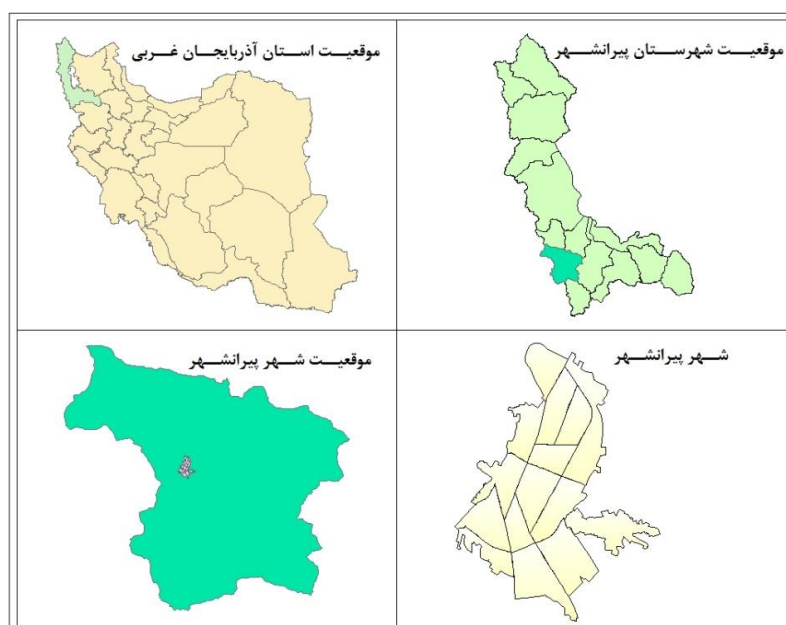 موقعیت استان آذربایجان غربی
موقعیت شهرستان پیرانشهر
موقعیت شهر پیرانشهر
شهر پیرانشهر